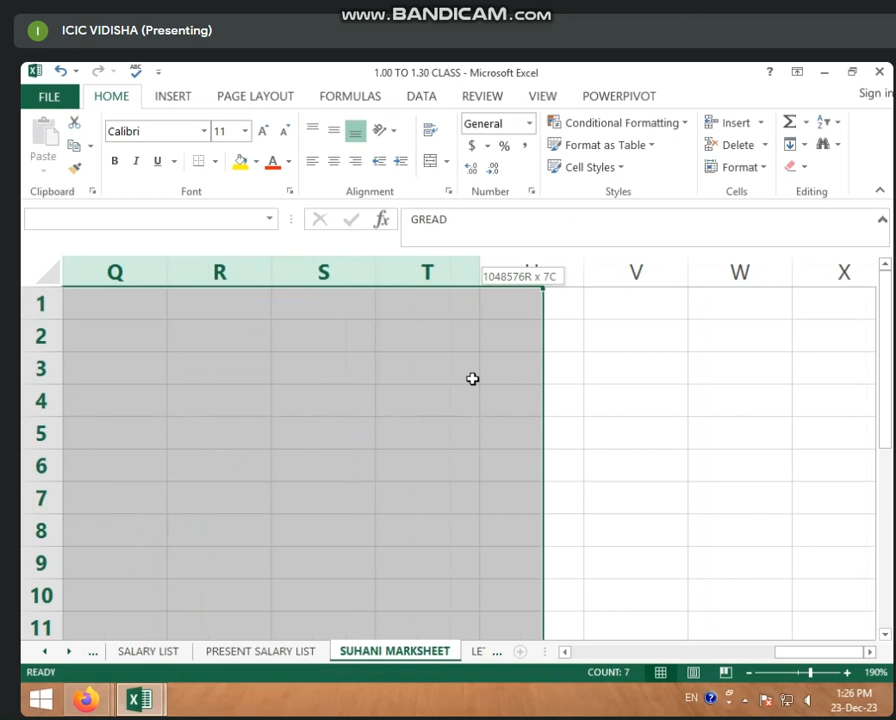 www.BANDICAM.com
I ICIC VIDISHA (Presenting)
1.00 TO 1.30 CLASS - Microsoft Excel
Sign in
FILE HOME INSERT PAGE LAYOUT FORMULAS DATA REVIEW VIEW POWERPIVOT
Calibri 11 General Conditional Formatting Insert
Paste B I U $ % , Format as Table Delete
Cell Styles Format
Clipboard Font Alignment Number Styles Cells Editing
fx GREAD
Q R S T 1048576R x 7C V W X
1
2
3
4
5
6
7
8
9
10
11
... SALARY LIST PRESENT SALARY LIST SUHANI MARKSHEET LET ...
READY COUNT: 7 190%
EN 1:26 PM
23-Dec-23